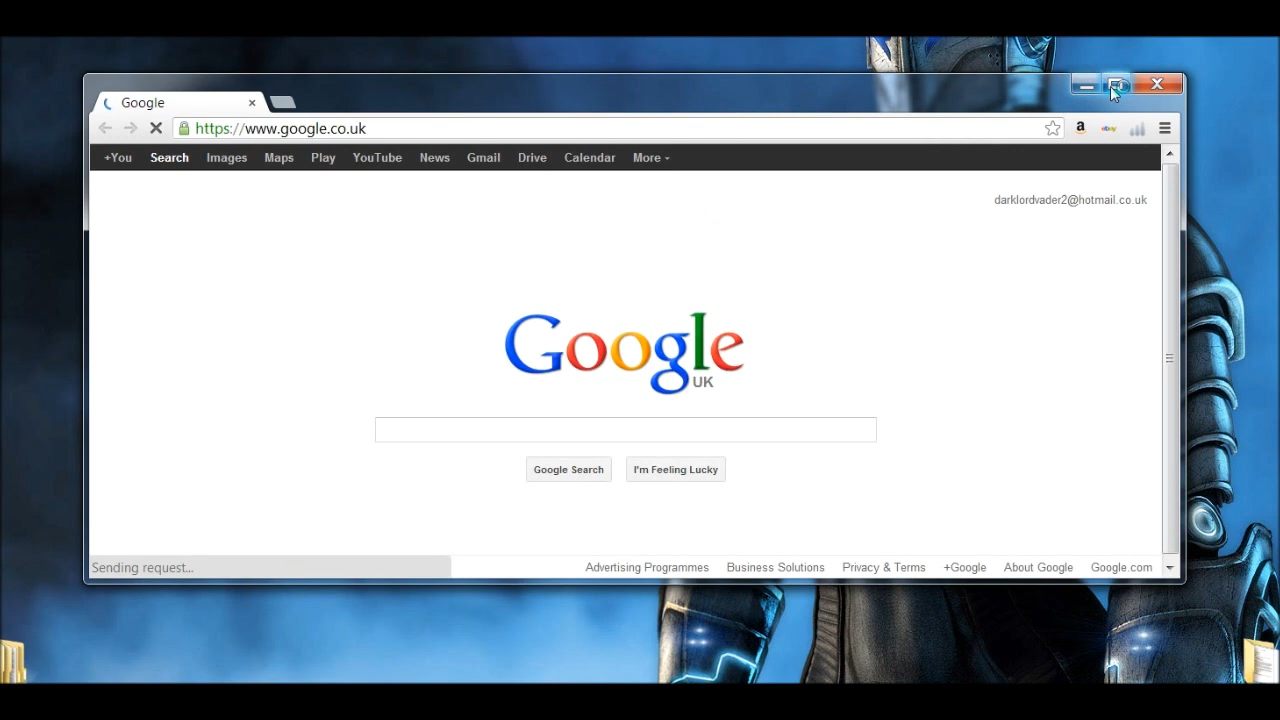 Google
https://www.google.co.uk
a
ebay
+You Search Images Maps Play YouTube News Gmail Drive Calendar More
darklordvader2@hotmail.co.uk
Google
UK
Google Search I'm Feeling Lucky
Sending request...
Advertising Programmes Business Solutions Privacy & Terms +Google About Google Google.com